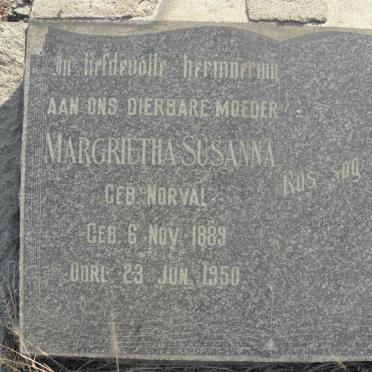 In liefdevolle herinnering
AAN ONS DIERBARE MOEDER
MARGRIETHA SUSANNA
GEB. NORVAL
GEB. 6 NOV. 1889
OORL. 23 JUN. 1950
Rus sag